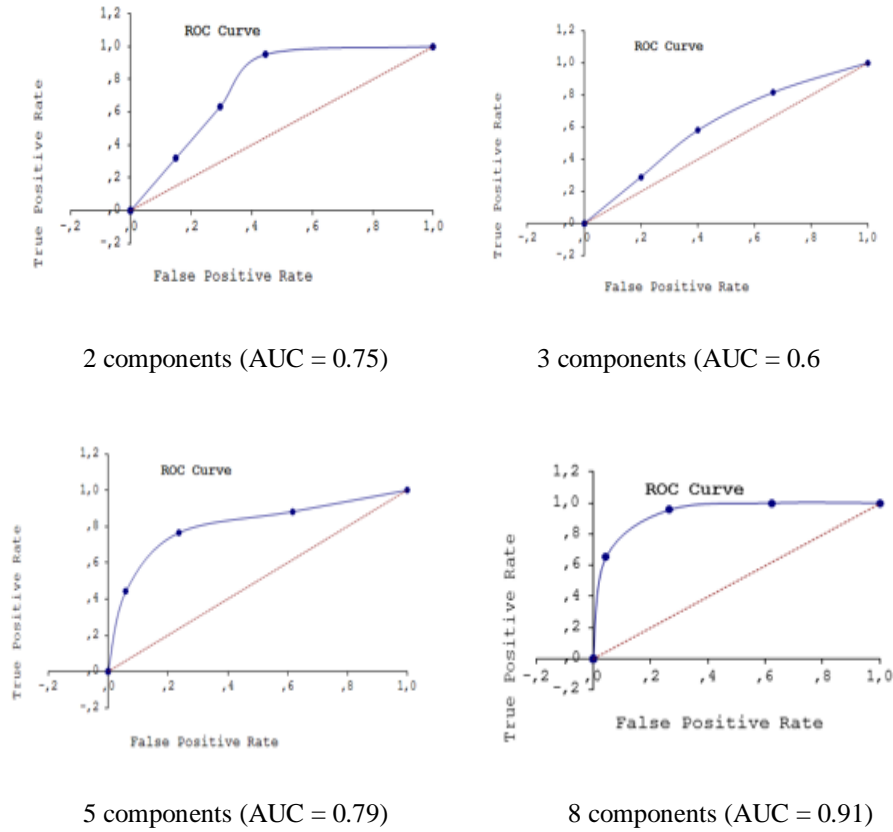 1,2
ROC Curve
1,0
,8
,6
,4
,2
,0
-,2
-,2 ,0 ,2 ,4 ,6 ,8 1,0
True Positive Rate
False Positive Rate
2 components (AUC = 0.75)
1,2
ROC Curve
1,0
,8
,6
,4
,2
,0
-,2
-,2 ,0 ,2 ,4 ,6 ,8 1,0
True Positive Rate
False Positive Rate
3 components (AUC = 0.6
1,2
ROC Curve
1,0
,8
,6
,4
,2
,0
-,2
-,2 ,0 ,2 ,4 ,6 ,8 1,0
True Positive Rate
False Positive Rate
5 components (AUC = 0.79)
1,2
ROC Curve
1,0
,8
,6
,4
,2
,0
-,2
-,2 ,0 ,2 ,4 ,6 ,8 1,0
True Positive Rate
False Positive Rate
8 components (AUC = 0.91)